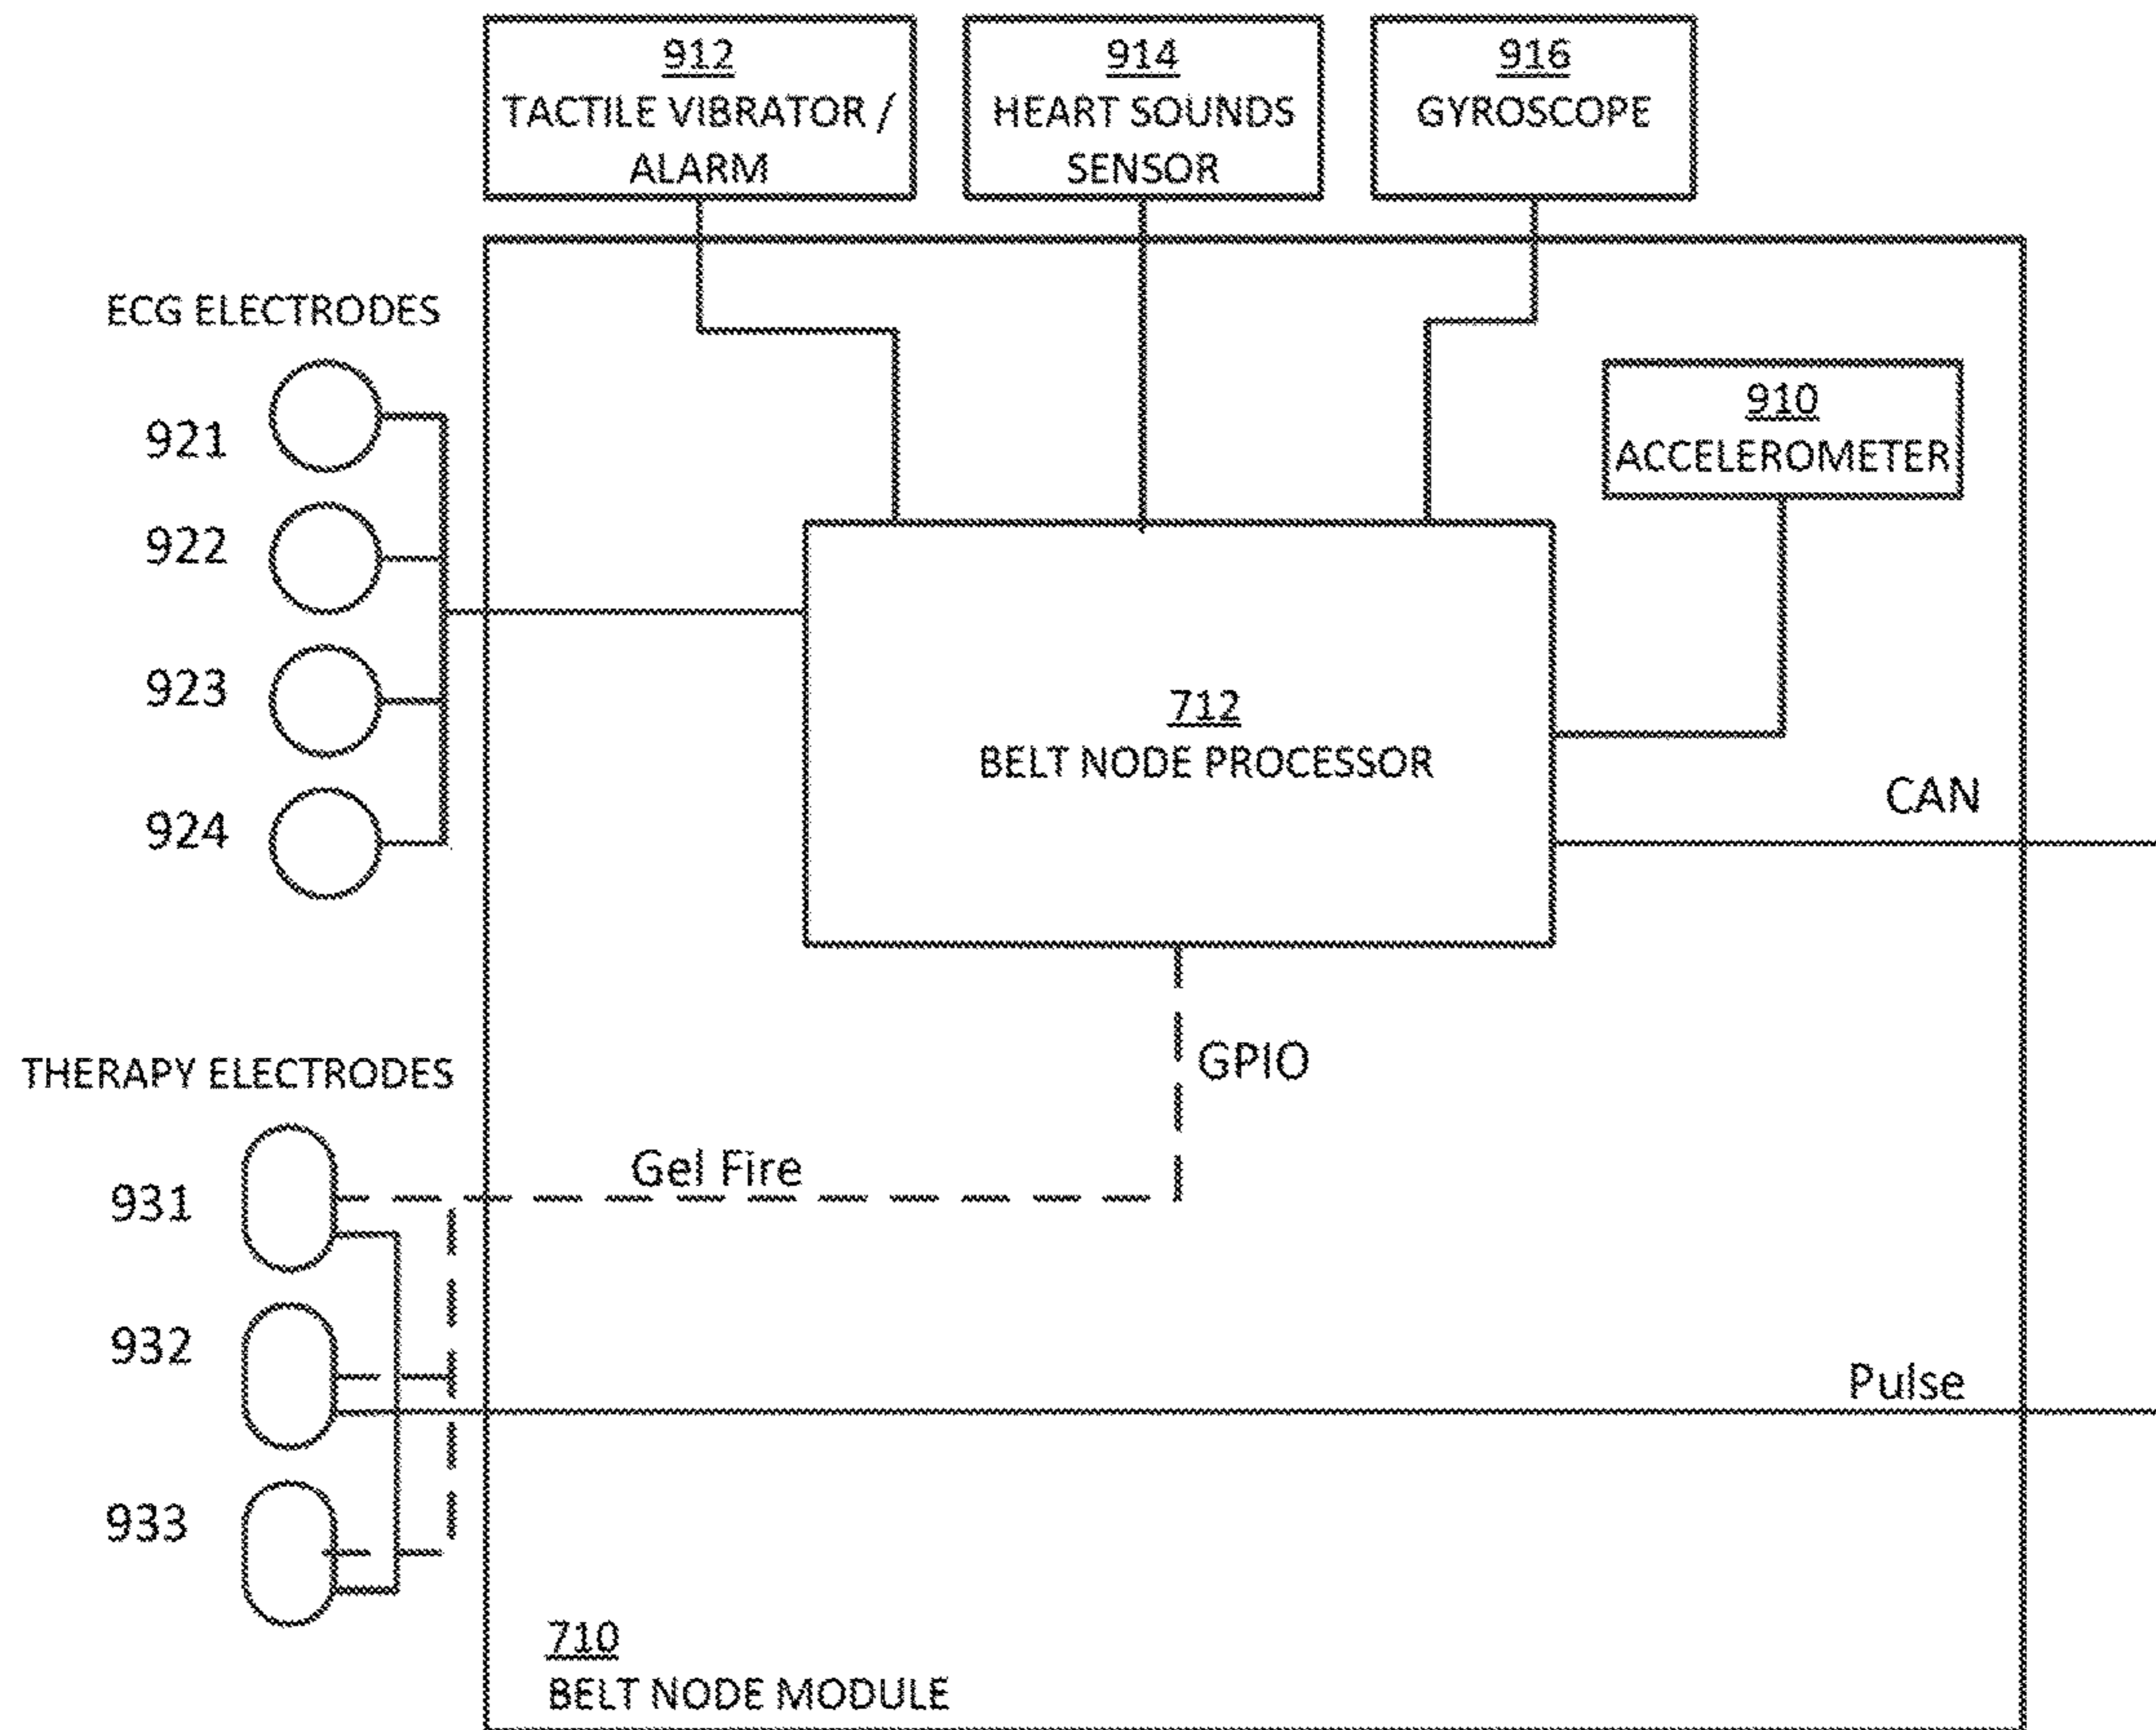 912
TACTILE VIBRATOR /
ALARM
914
HEART SOUNDS
SENSOR
916
GYROSCOPE
ECG ELECTRODES
921
922
923
924
910
ACCELEROMETER
712
BELT NODE PROCESSOR
CAN
GPIO
THERAPY ELECTRODES
Gel Fire
931
932
933
Pulse
710
BELT NODE MODULE